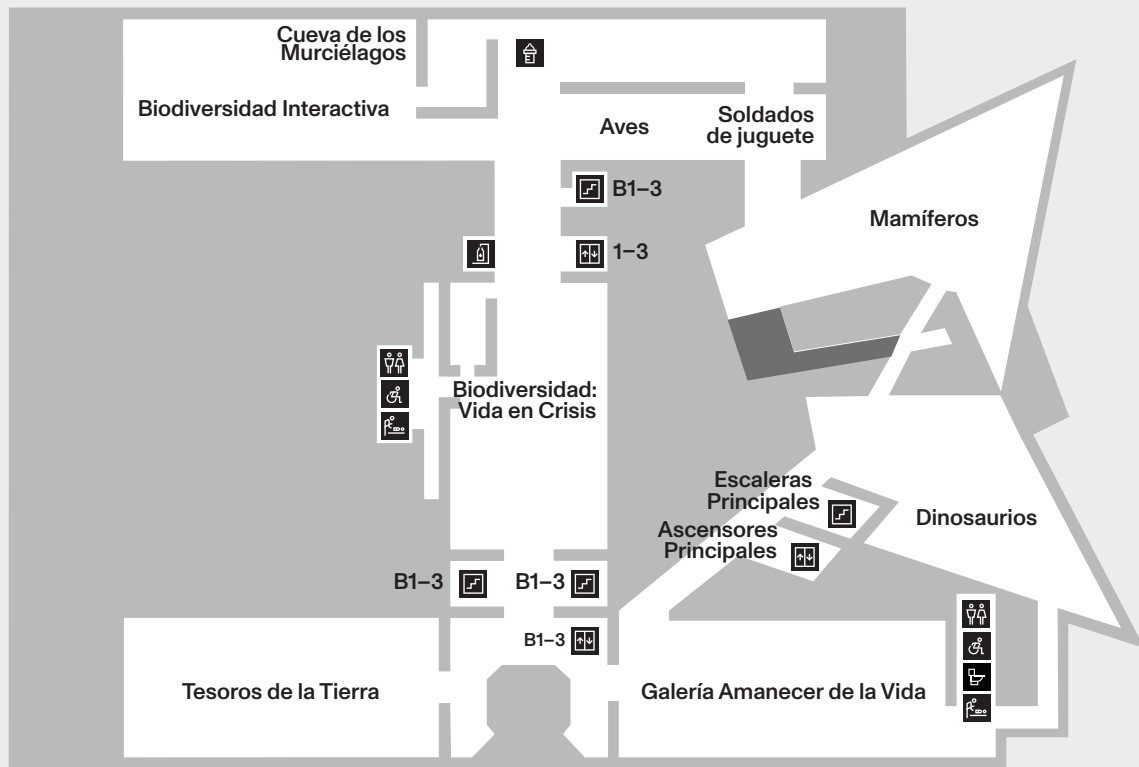 Cueva de los
Murciélagos
Biodiversidad Interactiva
Aves
Soldados
de juguete
B1–3
Mamíferos
1–3
Biodiversidad:
Vida en Crisis
Escaleras
Principales
Dinosaurios
Ascensores
Principales
B1–3
B1–3
B1–3
Tesoros de la Tierra
Galería Amanecer de la Vida